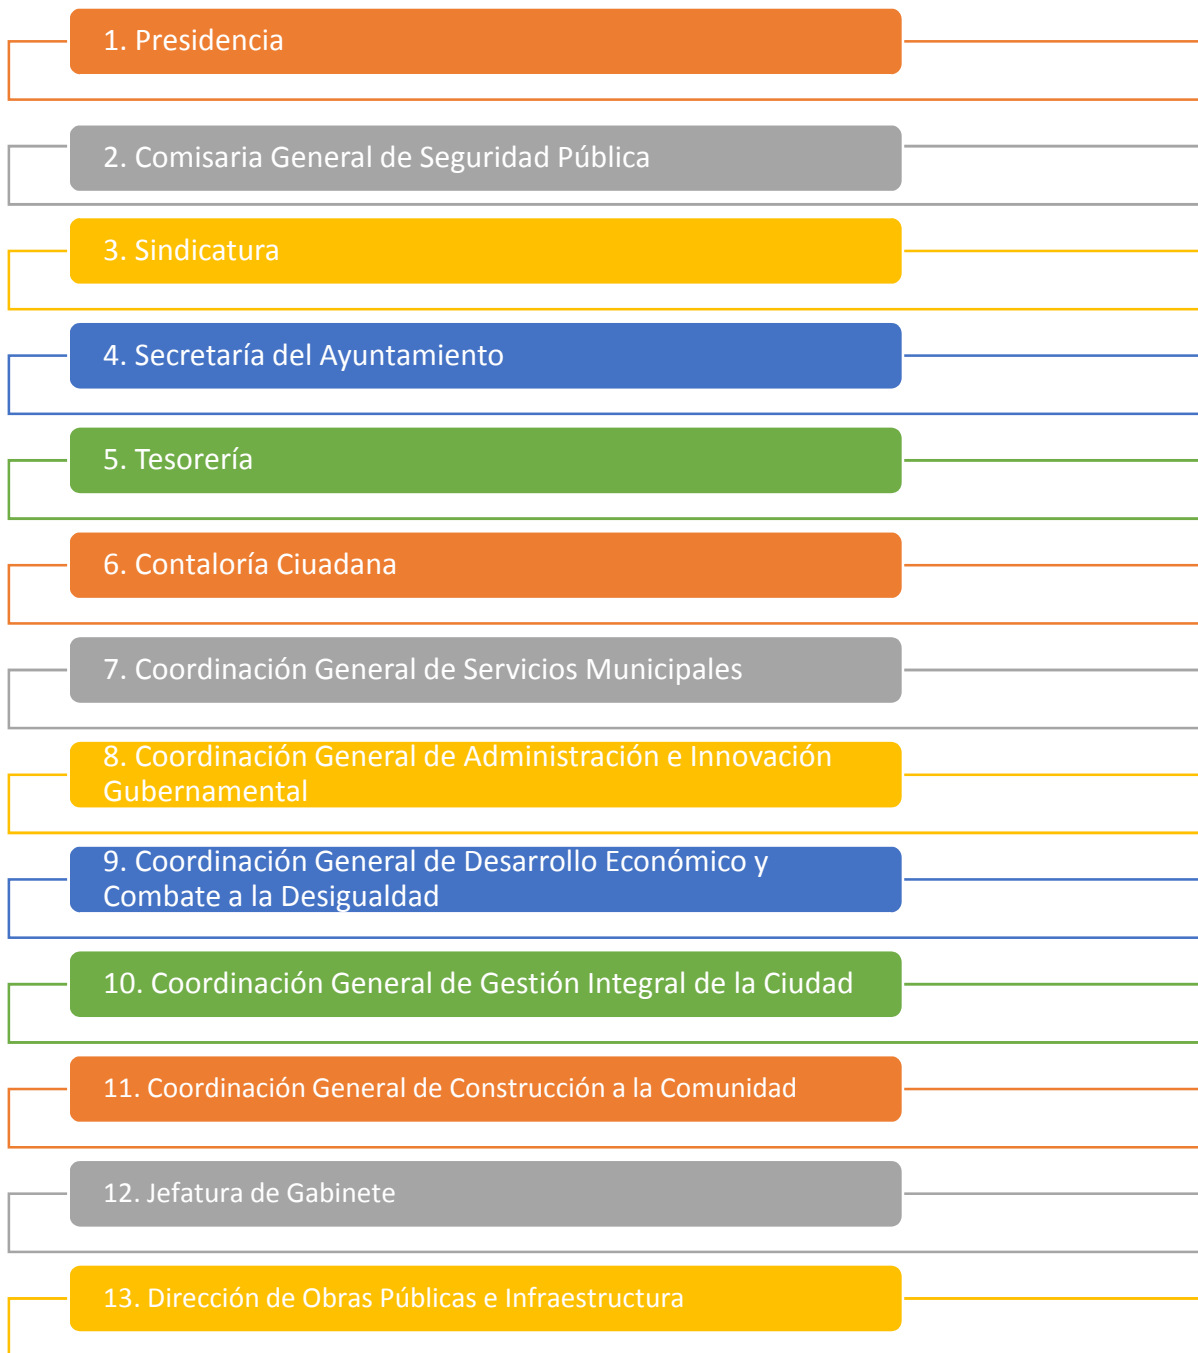 1. Presidencia
2. Comisaria General de Seguridad Pública
3. Sindicatura
4. Secretaría del Ayuntamiento
5. Tesorería
6. Contaloría Ciuadana
7. Coordinación General de Servicios Municipales
8. Coordinación General de Administración e Innovación
Gubernamental
9. Coordinación General de Desarrollo Económico y
Combate a la Desigualdad
10. Coordinación General de Gestión Integral de la Ciudad
11. Coordinación General de Construcción a la Comunidad
12. Jefatura de Gabinete
13. Dirección de Obras Públicas e Infraestructura